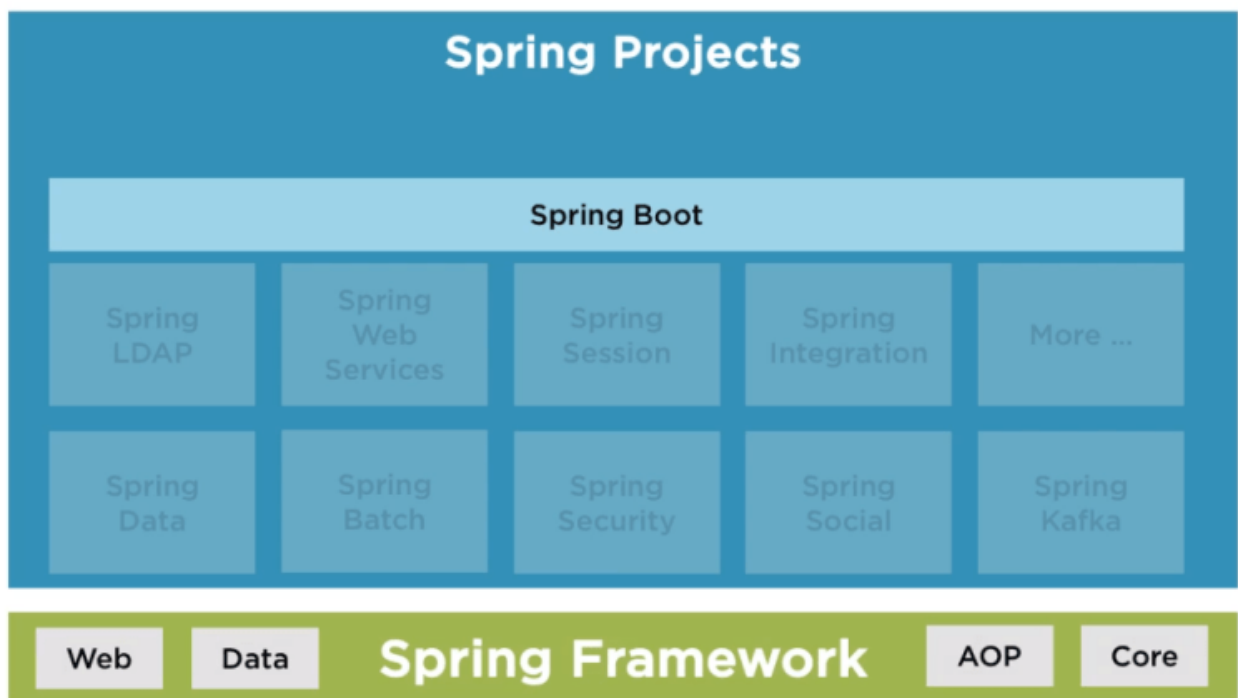 Spring Projects
Spring Boot
Spring
LDAP
Spring
Web
Services
Spring
Session
Spring
Integration
More ...
Spring
Data
Spring
Batch
Spring
Security
Spring
Social
Spring
Kafka
Web
Data
Spring Framework
AOP
Core